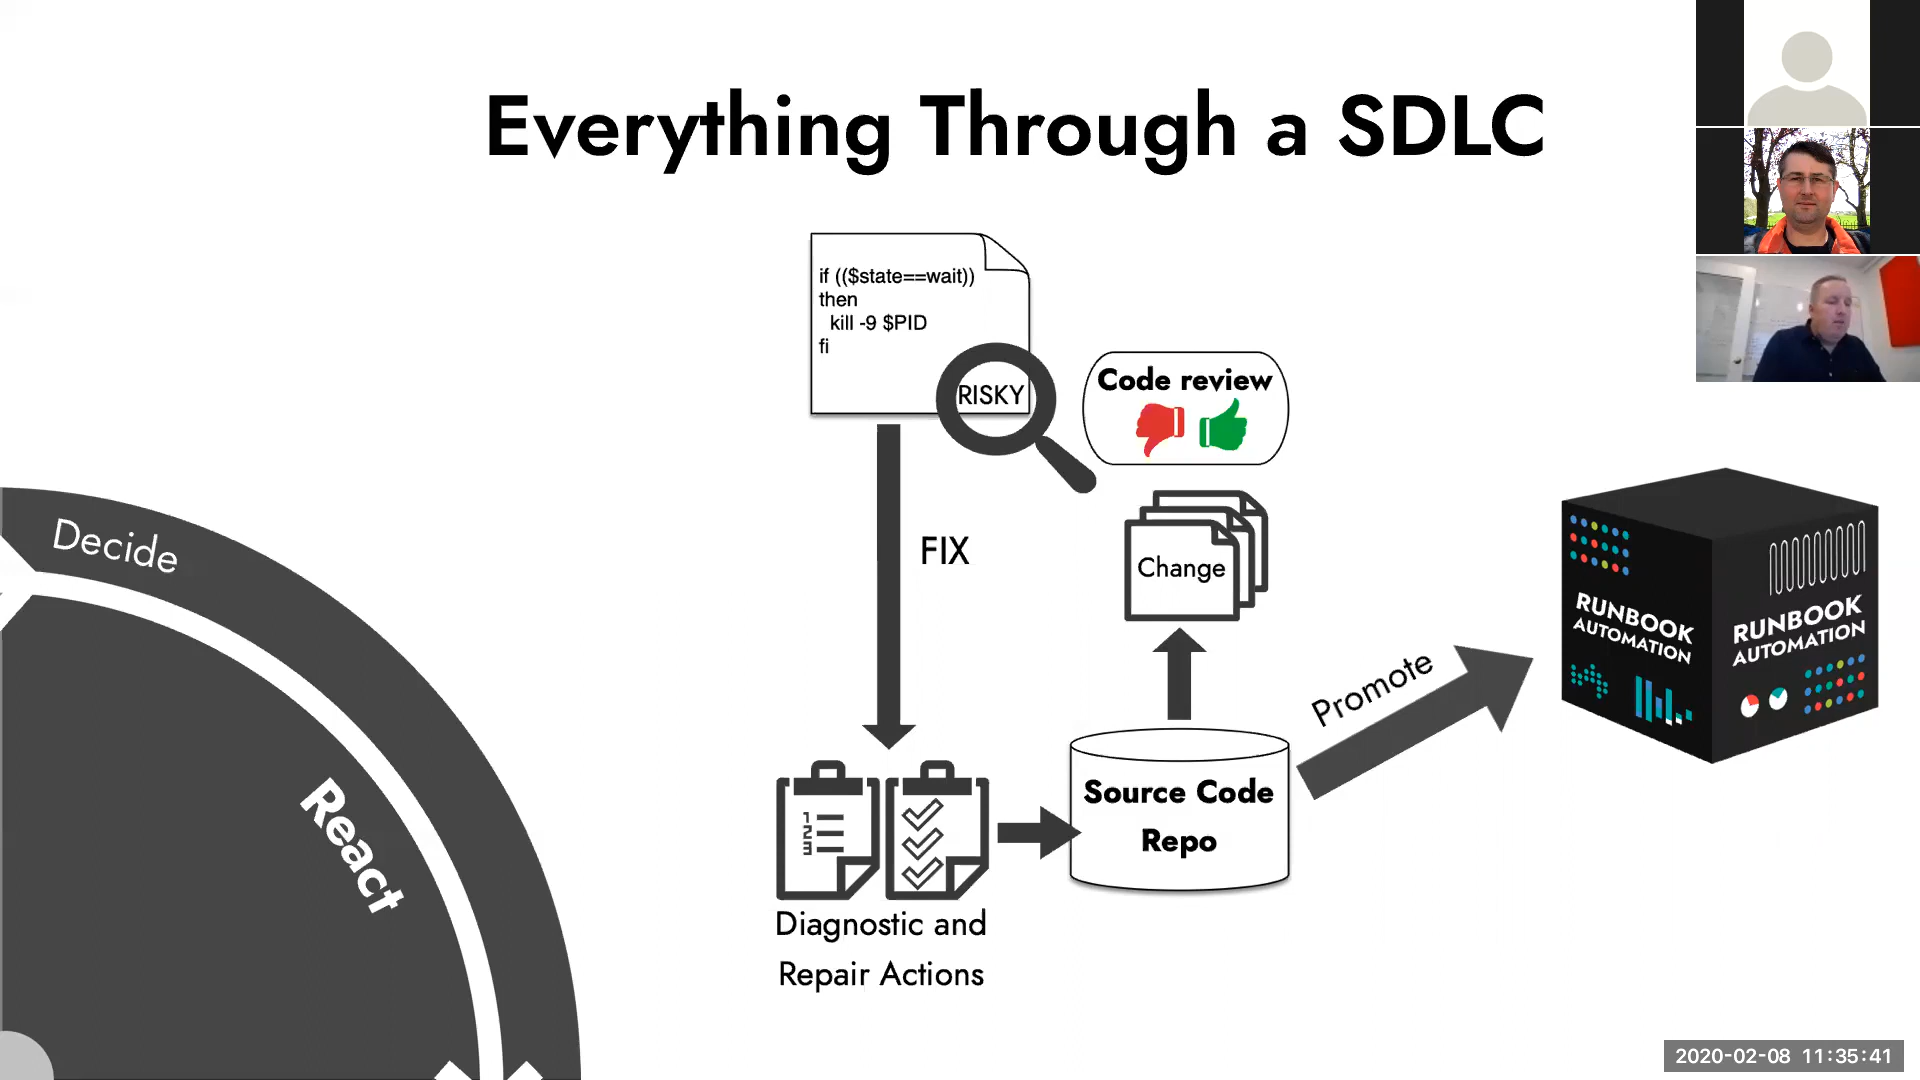 Everything Through a SDLC
if (($state==wait))
then
kill -9 $PID
fi
RISKY
Code review
FIX
Change
Decide
React
Promote
RUNBOOK
AUTOMATION
RUNBOOK
AUTOMATION
Source Code
Repo
1
2
3
Diagnostic and
Repair Actions
2020-02-08 11:35:41